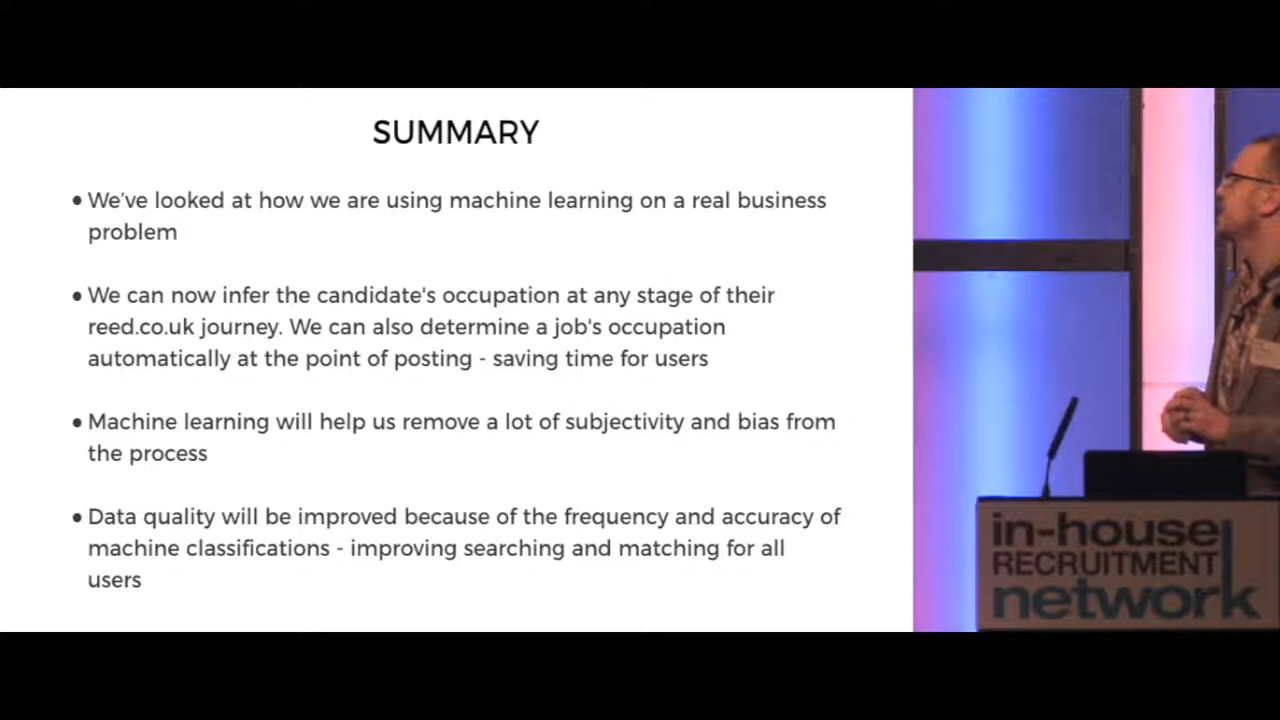 SUMMARY
• We've looked at how we are using machine learning on a real business
problem
• We can now infer the candidate's occupation at any stage of their
reed.co.uk journey. We can also determine a job's occupation
automatically at the point of posting - saving time for users
• Machine learning will help us remove a lot of subjectivity and bias from
the process
• Data quality will be improved because of the frequency and accuracy of
machine classifications - improving searching and matching for all
users
in-house
RECRUITMENT
network